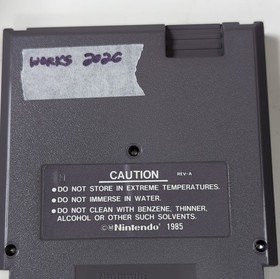 WORKS 2026
CAUTION REV-A
•DO NOT STORE IN EXTREME TEMPERATURES.
•DO NOT IMMERSE IN WATER.
•DO NOT CLEAN WITH BENZENE, THINNER,
ALCOHOL OR OTHER SUCH SOLVENTS.
©Ⓜ Nintendo® 1985